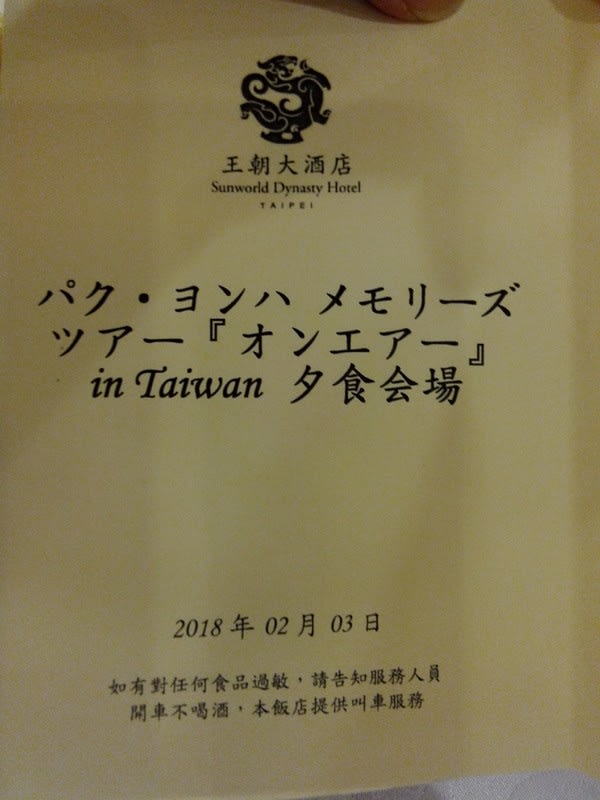 王朝大酒店
Sunworld Dynasty Hotel
TAIPEI
パク・ヨンハ メモリーズ
ツアー『オンエアー』
in Taiwan 夕食会場
2018 年 02 月 03 日
如有對任何食品過敏，請告知服務人員
開車不喝酒，本飯店提供叫車服務